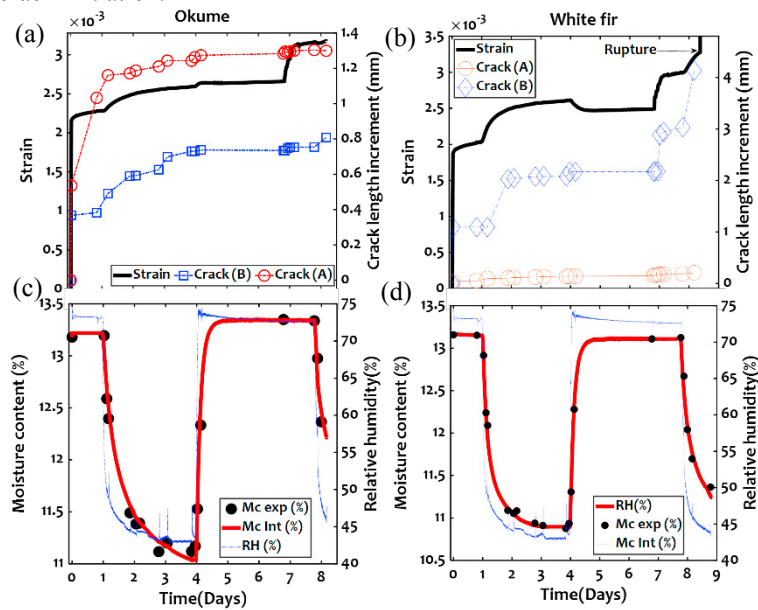 (a)
×10⁻³
Okume
3
2.5
2
1.5
1
0.5
0
Strain
1.4
1.2
1
0.8
0.6
0.4
0.2
0
Crack length increment (mm)
Strain
Crack (B)
Crack (A)
(b)
×10⁻³
White fir
3.5
3
2.5
2
1.5
1
0.5
0
Strain
Rupture
Strain
Crack (A)
Crack (B)
4
3
2
1
0
Crack length increment (mm)
(c)
13.5
13
12.5
12
11.5
11
Moisture content (%)
75
70
65
60
55
50
45
40
Relative humidity(%)
Mc exp (%)
Mc Int (%)
RH (%)
0 1 2 3 4 5 6 7 8
Time(Days)
(d)
13.5
13
12.5
12
11.5
11
10.5
Moisture content (%)
75
70
65
60
55
50
45
40
Relative humidity (%)
RH(%)
Mc exp (%)
Mc Int (%)
0 1 2 3 4 5 6 7 8 9
Time(Days)